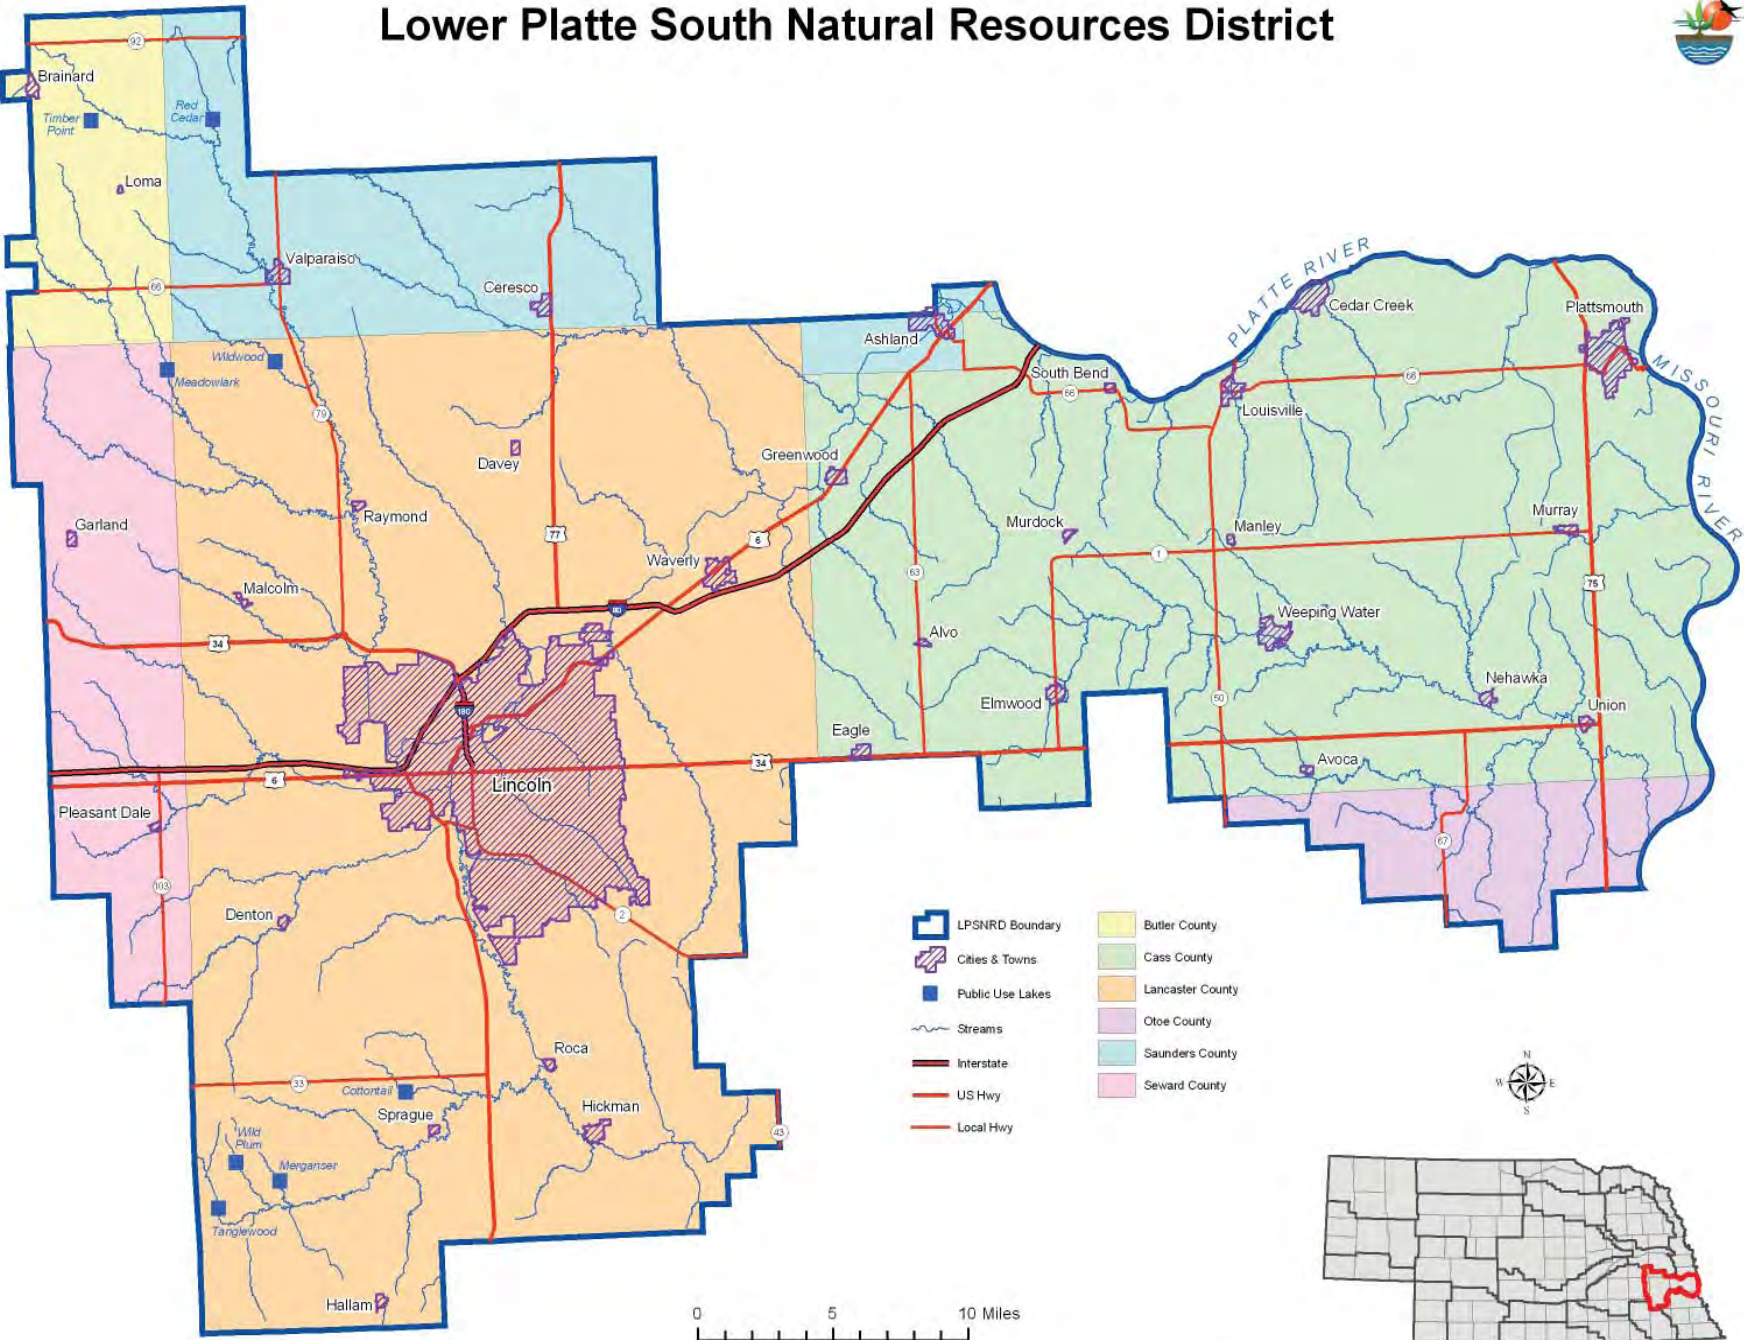 Lower Platte South Natural Resources District
92
Brainard
Timber
Point
Red
Cedar
Loma
Valparaiso
66
Ceresco
PLATTE RIVER
Cedar Creek
Plattsmouth
Ashland
Wildwood
Meadowlark
South Bend
66
66
MISSOURI RIVER
Louisville
79
Davey
Greenwood
Raymond
Garland
77
6
Murdock
Manley
Murray
1
Waverly
63
75
Malcolm
80
Weeping Water
34
Alvo
Nehawka
Elmwood
50
Union
180
Eagle
34
Avoca
6
Lincoln
Pleasant Dale
67
103
Denton
2
LPSNRD Boundary
Cities & Towns
Public Use Lakes
Streams
Interstate
US Hwy
Local Hwy
Butler County
Cass County
Lancaster County
Otoe County
Saunders County
Seward County
Roca
33
Cottontail
Sprague
Hickman
43
Wild
Plum
Merganser
Tanglewood
Hallam
N
W
E
S
0 5 10 Miles